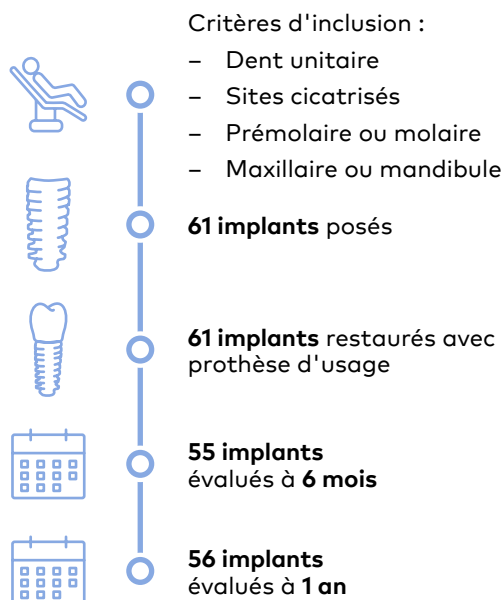 Critères d'inclusion :
– Dent unitaire
– Sites cicatrisés
– Prémolaire ou molaire
– Maxillaire ou mandibule
61 implants posés
61 implants restaurés avec
prothèse d'usage
55 implants
évalués à 6 mois
56 implants
évalués à 1 an